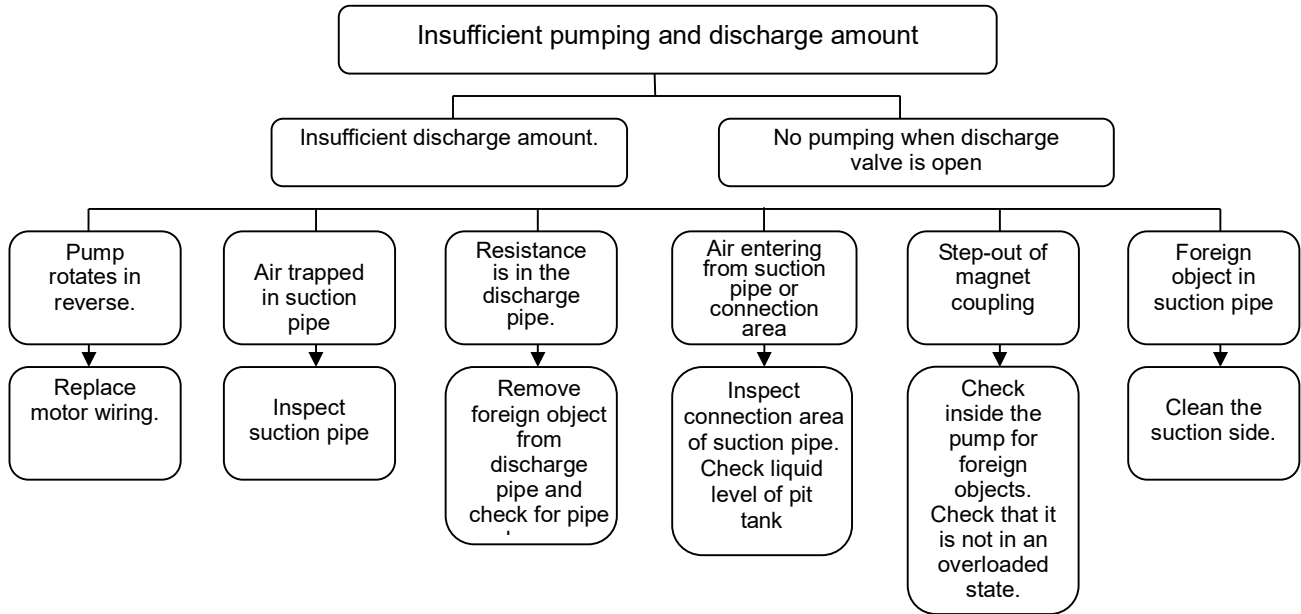 Insufficient pumping and discharge amount
Insufficient discharge amount.
No pumping when discharge
valve is open
Pump
rotates in
reverse.
Air trapped
in suction
pipe
Resistance
is in the
discharge
pipe.
Air entering
from suction
pipe or
connection
area
Step-out of
magnet
coupling
Foreign
object in
suction pipe
Replace
motor wiring.
Inspect
suction pipe
Remove
foreign object
from
discharge
pipe and
check for pipe
Inspect
connection area
of suction pipe.
Check liquid
level of pit
tank
Check
inside the
pump for
foreign
objects.
Check that it
is not in an
overloaded
state.
Clean the
suction side.